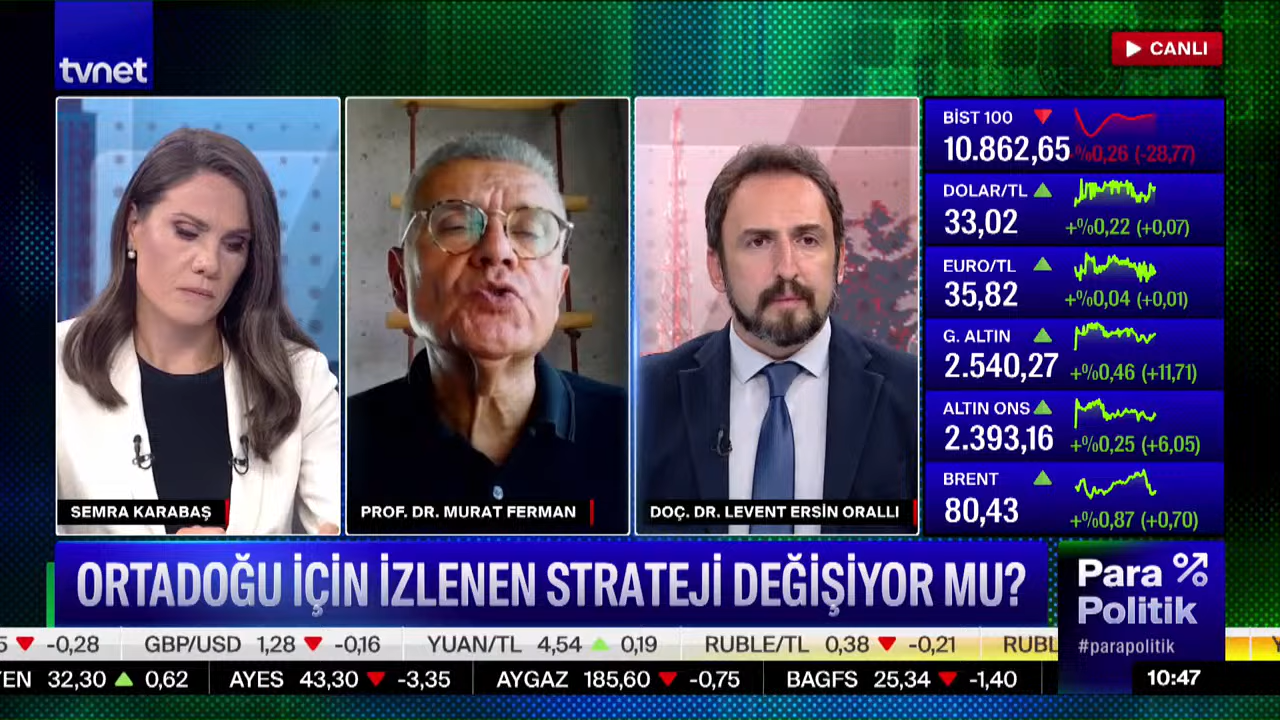 tvnet
CANLI
BİST 100
10.862,65
-%0,26 (-28,77)
DOLAR/TL
33,02
+%0,22 (+0,07)
EURO/TL
35,82
+%0,04 (+0,01)
G. ALTIN
2.540,27
+%0,46 (+11,71)
ALTIN ONS
2.393,16
+%0,25 (+6,05)
BRENT
80,43
+%0,87 (+0,70)
SEMRA KARABAŞ
PROF. DR. MURAT FERMAN
DOÇ. DR. LEVENT ERSİN ORALLI
ORTADOĞU İÇİN İZLENEN STRATEJİ DEĞİŞİYOR MU?
Para %
Politik
#parapolitik
5 -0,28 GBP/USD 1,28 -0,16 YUAN/TL 4,54 0,19 RUBLE/TL 0,38 -0,21 RUBL
YEN 32,30 0,62 AYES 43,30 -3,35 AYGAZ 185,60 -0,75 BAGFS 25,34 -1,40
10:47